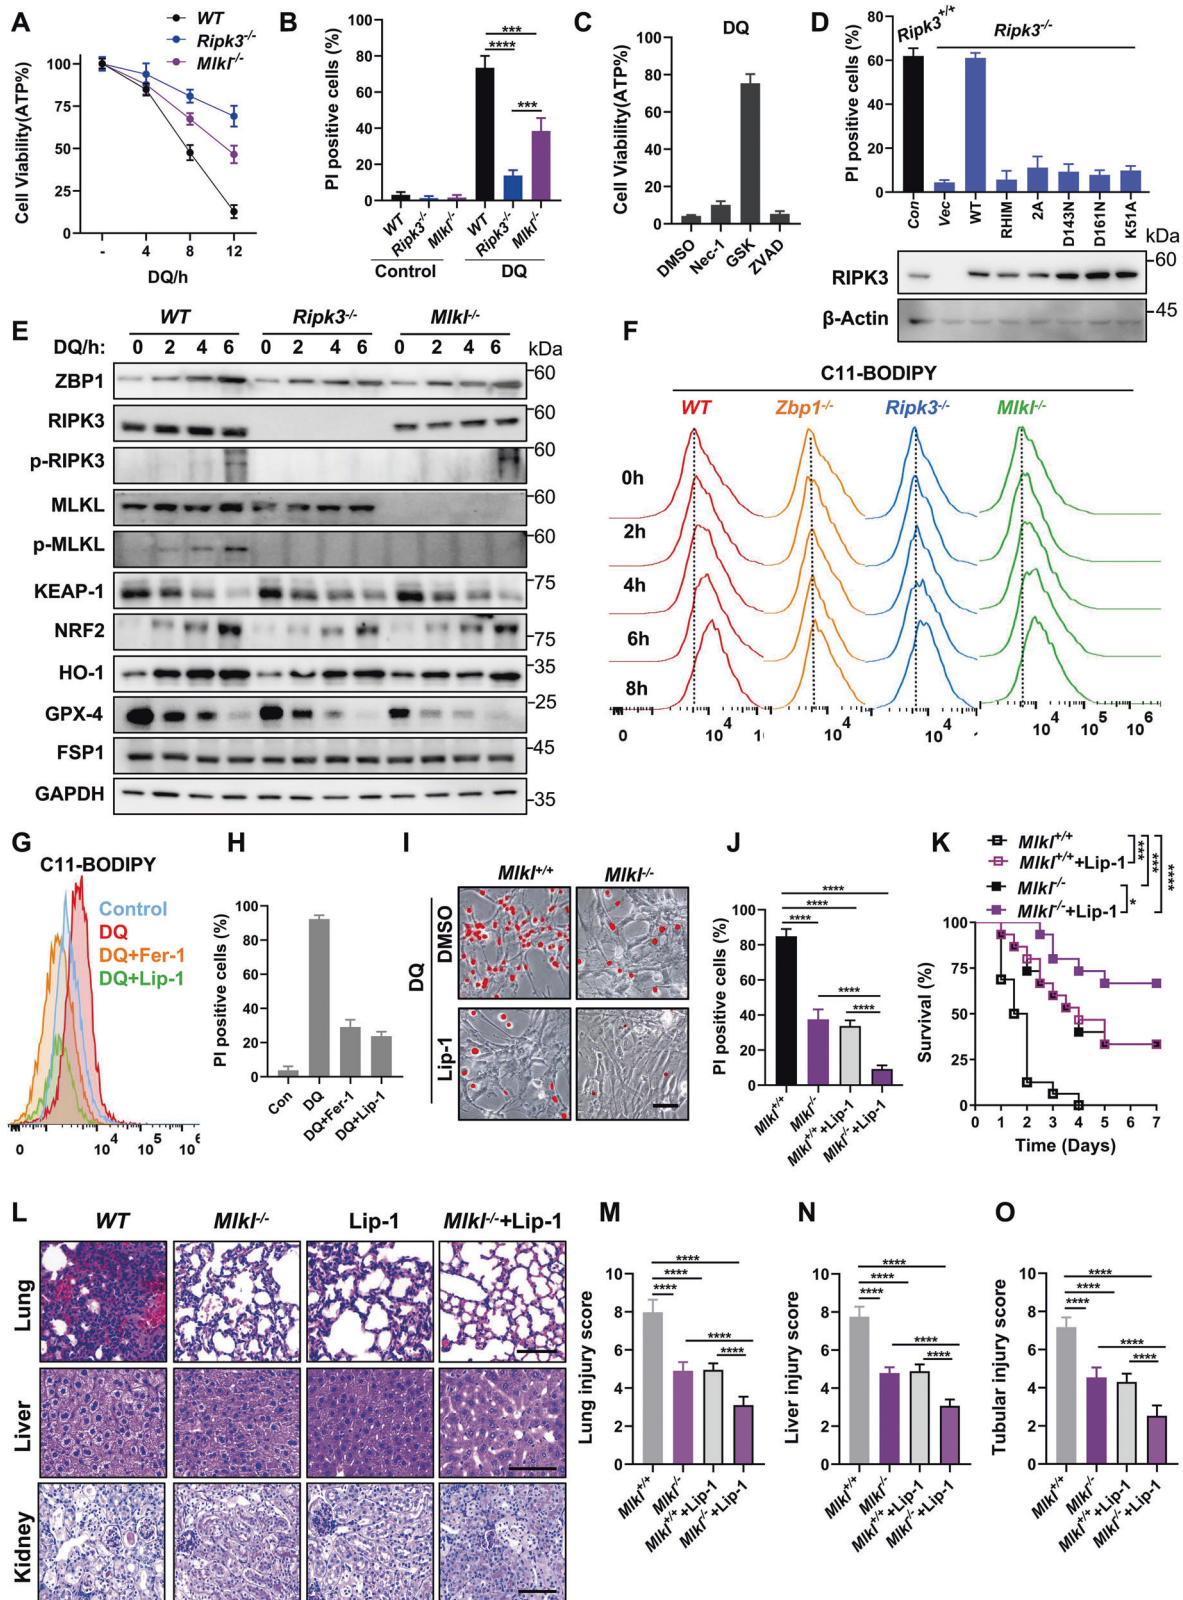 A
WT
Ripk3-/-
Mlkl-/-
Cell Viability(ATP%)
100
75
50
25
0
- 4 8 12
DQ/h
B
PI positive cells (%)
100
80
60
40
20
0
***
****
***
WT
Ripk3-/-
Mlkl-/-
WT
Ripk3-/-
Mlkl-/-
Control DQ
C
DQ
Cell Viability(ATP%)
100
80
60
40
20
0
DMSO
Nec-1
GSK
ZVAD
D
Ripk3+/+
Ripk3-/-
PI positive cells (%)
80
60
40
20
0
Con
Vec
WT
RHIM
2A
D143N
D161N
K51A
kDa
RIPK3
60
β-Actin
45
E
WT Ripk3-/- Mlkl-/-
DQ/h: 0 2 4 6 0 2 4 6 0 2 4 6 kDa
ZBP1 60
RIPK3 60
p-RIPK3 60
MLKL 60
p-MLKL 60
KEAP-1 75
NRF2 75
HO-1 35
GPX-4 25
FSP1 45
GAPDH 35
F
C11-BODIPY
WT Zbp1-/- Ripk3-/- Mlkl-/-
0h
2h
4h
6h
8h
0 10^4 10^4 10^4 10^4 10^5 10^6
G
C11-BODIPY
Control
DQ
DQ+Fer-1
DQ+Lip-1
0 10^4 10^5
H
PI positive cells (%)
100
80
60
40
20
0
Con
DQ
DQ+Fer-1
DQ+Lip-1
I
Mlkl+/+ Mlkl-/-
DQ
DMSO
Lip-1
J
PI positive cells (%)
100
80
60
40
20
0
****
****
****
****
****
Mlkl+/+
Mlkl-/-
Mlkl+/+ +Lip-1
Mlkl-/- +Lip-1
K
Mlkl+/+
Mlkl+/+ +Lip-1
Mlkl-/-
Mlkl-/- +Lip-1
***
***
****
*
Survival (%)
100
75
50
25
0
0 1 2 3 4 5 6 7
Time (Days)
L
WT Mlkl-/- Lip-1 Mlkl-/-+Lip-1
Lung
Liver
Kidney
M
Lung injury score
10
8
6
4
2
0
****
****
****
****
****
Mlkl+/+
Mlkl-/-
Mlkl+/+ +Lip-1
Mlkl-/- +Lip-1
N
Liver injury score
10
8
6
4
2
0
****
****
****
****
****
Mlkl+/+
Mlkl-/-
Mlkl+/+ +Lip-1
Mlkl-/- +Lip-1
O
Tubular injury score
10
8
6
4
2
0
****
****
****
****
****
Mlkl+/+
Mlkl-/-
Mlkl+/+ +Lip-1
Mlkl-/- +Lip-1